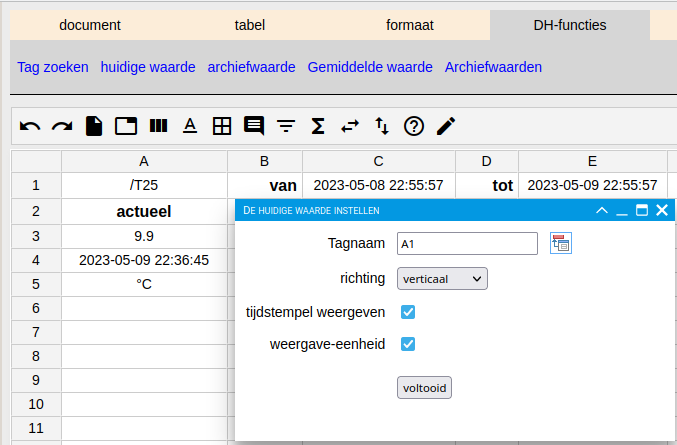 document tabel formaat DH-functies
Tag zoeken huidige waarde archiefwaarde Gemiddelde waarde Archiefwaarden
A B C D E
1 /T25 van 2023-05-08 22:55:57 tot 2023-05-09 22:55:57
2 actueel
DE HUIDIGE WAARDE INSTELLEN
3 9.9
Tagnaam A1
4 2023-05-09 22:36:45
5 °C
richting verticaal
6
tijdstempel weergeven
7
8
weergave-eenheid
9
voltooid
10
11